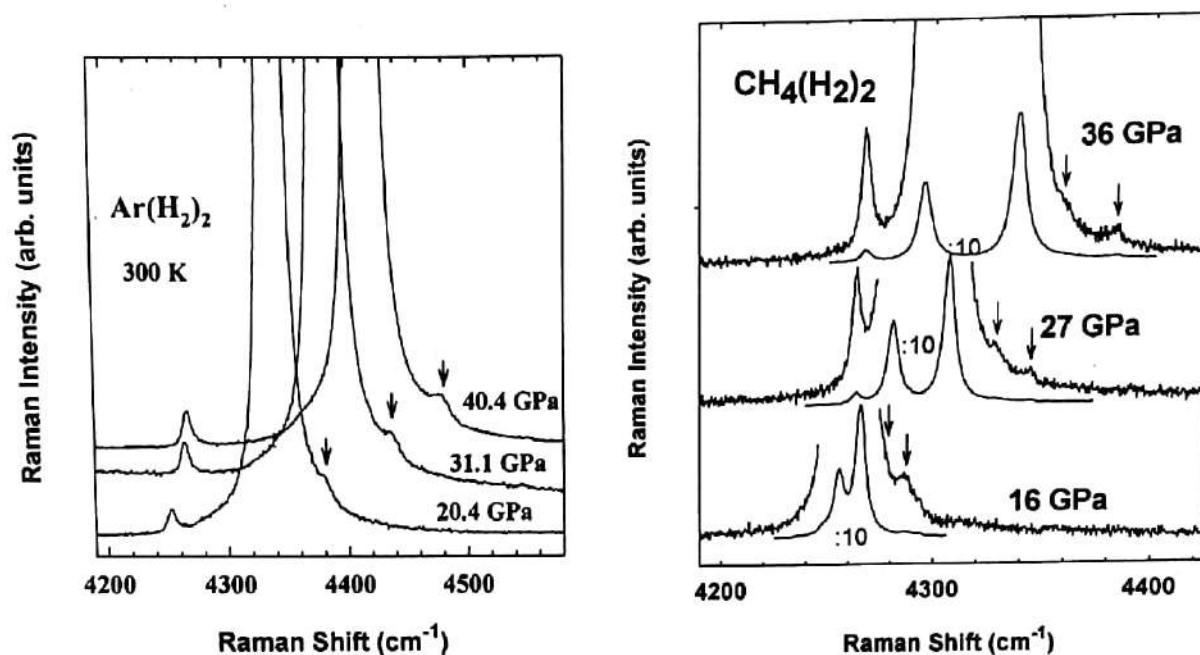 Raman Intensity (arb. units)
Ar(H2)2
300 K
40.4 GPa
31.1 GPa
20.4 GPa
4200 4300 4400 4500
Raman Shift (cm-1)
Raman Intensity (arb. units)
CH4(H2)2
36 GPa
:10
27 GPa
:10
16 GPa
:10
4200 4300 4400
Raman Shift (cm-1)